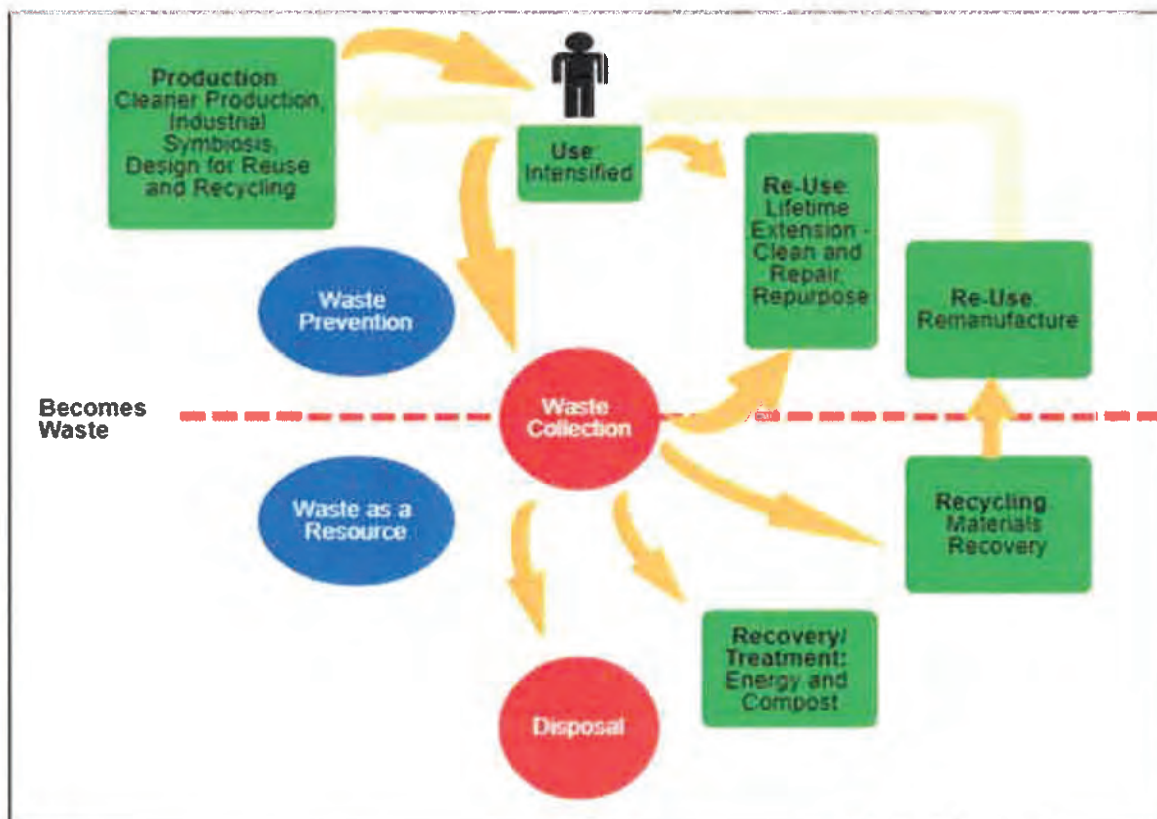 Production
Cleaner Production,
Industrial
Symbiosis,
Design for Reuse
and Recycling
Use
Intensified
Re-Use
Lifetime
Extension -
Clean and
Repair,
Repurpose
Re-Use
Remanufacture
Waste
Prevention
Becomes
Waste
Waste
Collection
Waste as a
Resource
Recycling
Materials
Recovery
Recovery/
Treatment:
Energy and
Compost
Disposal